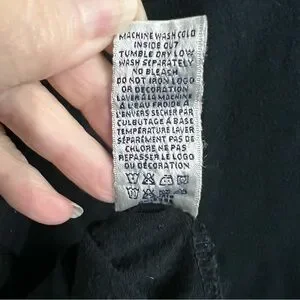 MACHINE WASH COLD
INSIDE OUT
TUMBLE DRY LOW
WASH SEPARATELY
NO BLEACH
DO NOT IRON LOGO
OR DECORATION
LAVER À LA MACHINE
À L'EAU FROIDE À
L'ENVERS SECHER PAR
CULBUTAGE À BASSE
TEMPÉRATURE LAVER
SÉPARÉMENT PAS DE
CHLORE NE PAS
REPASSER LE LOGO
OU DÉCORATION